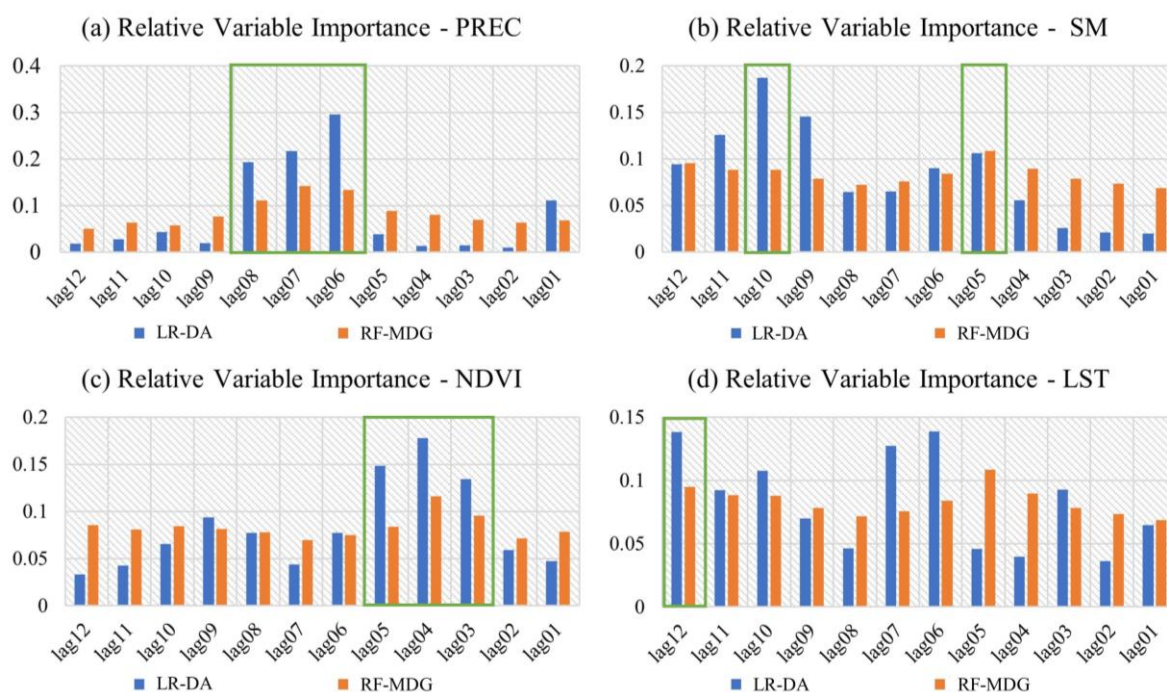 (a) Relative Variable Importance - PREC
0.4
0.3
0.2
0.1
0
lag12 lag11 lag10 lag09 lag08 lag07 lag06 lag05 lag04 lag03 lag02 lag01
LR-DA RF-MDG
(b) Relative Variable Importance - SM
0.2
0.15
0.1
0.05
0
lag12 lag11 lag10 lag09 lag08 lag07 lag06 lag05 lag04 lag03 lag02 lag01
LR-DA RF-MDG
(c) Relative Variable Importance - NDVI
0.2
0.15
0.1
0.05
0
lag12 lag11 lag10 lag09 lag08 lag07 lag06 lag05 lag04 lag03 lag02 lag01
LR-DA RF-MDG
(d) Relative Variable Importance - LST
0.15
0.1
0.05
0
lag12 lag11 lag10 lag09 lag08 lag07 lag06 lag05 lag04 lag03 lag02 lag01
LR-DA RF-MDG